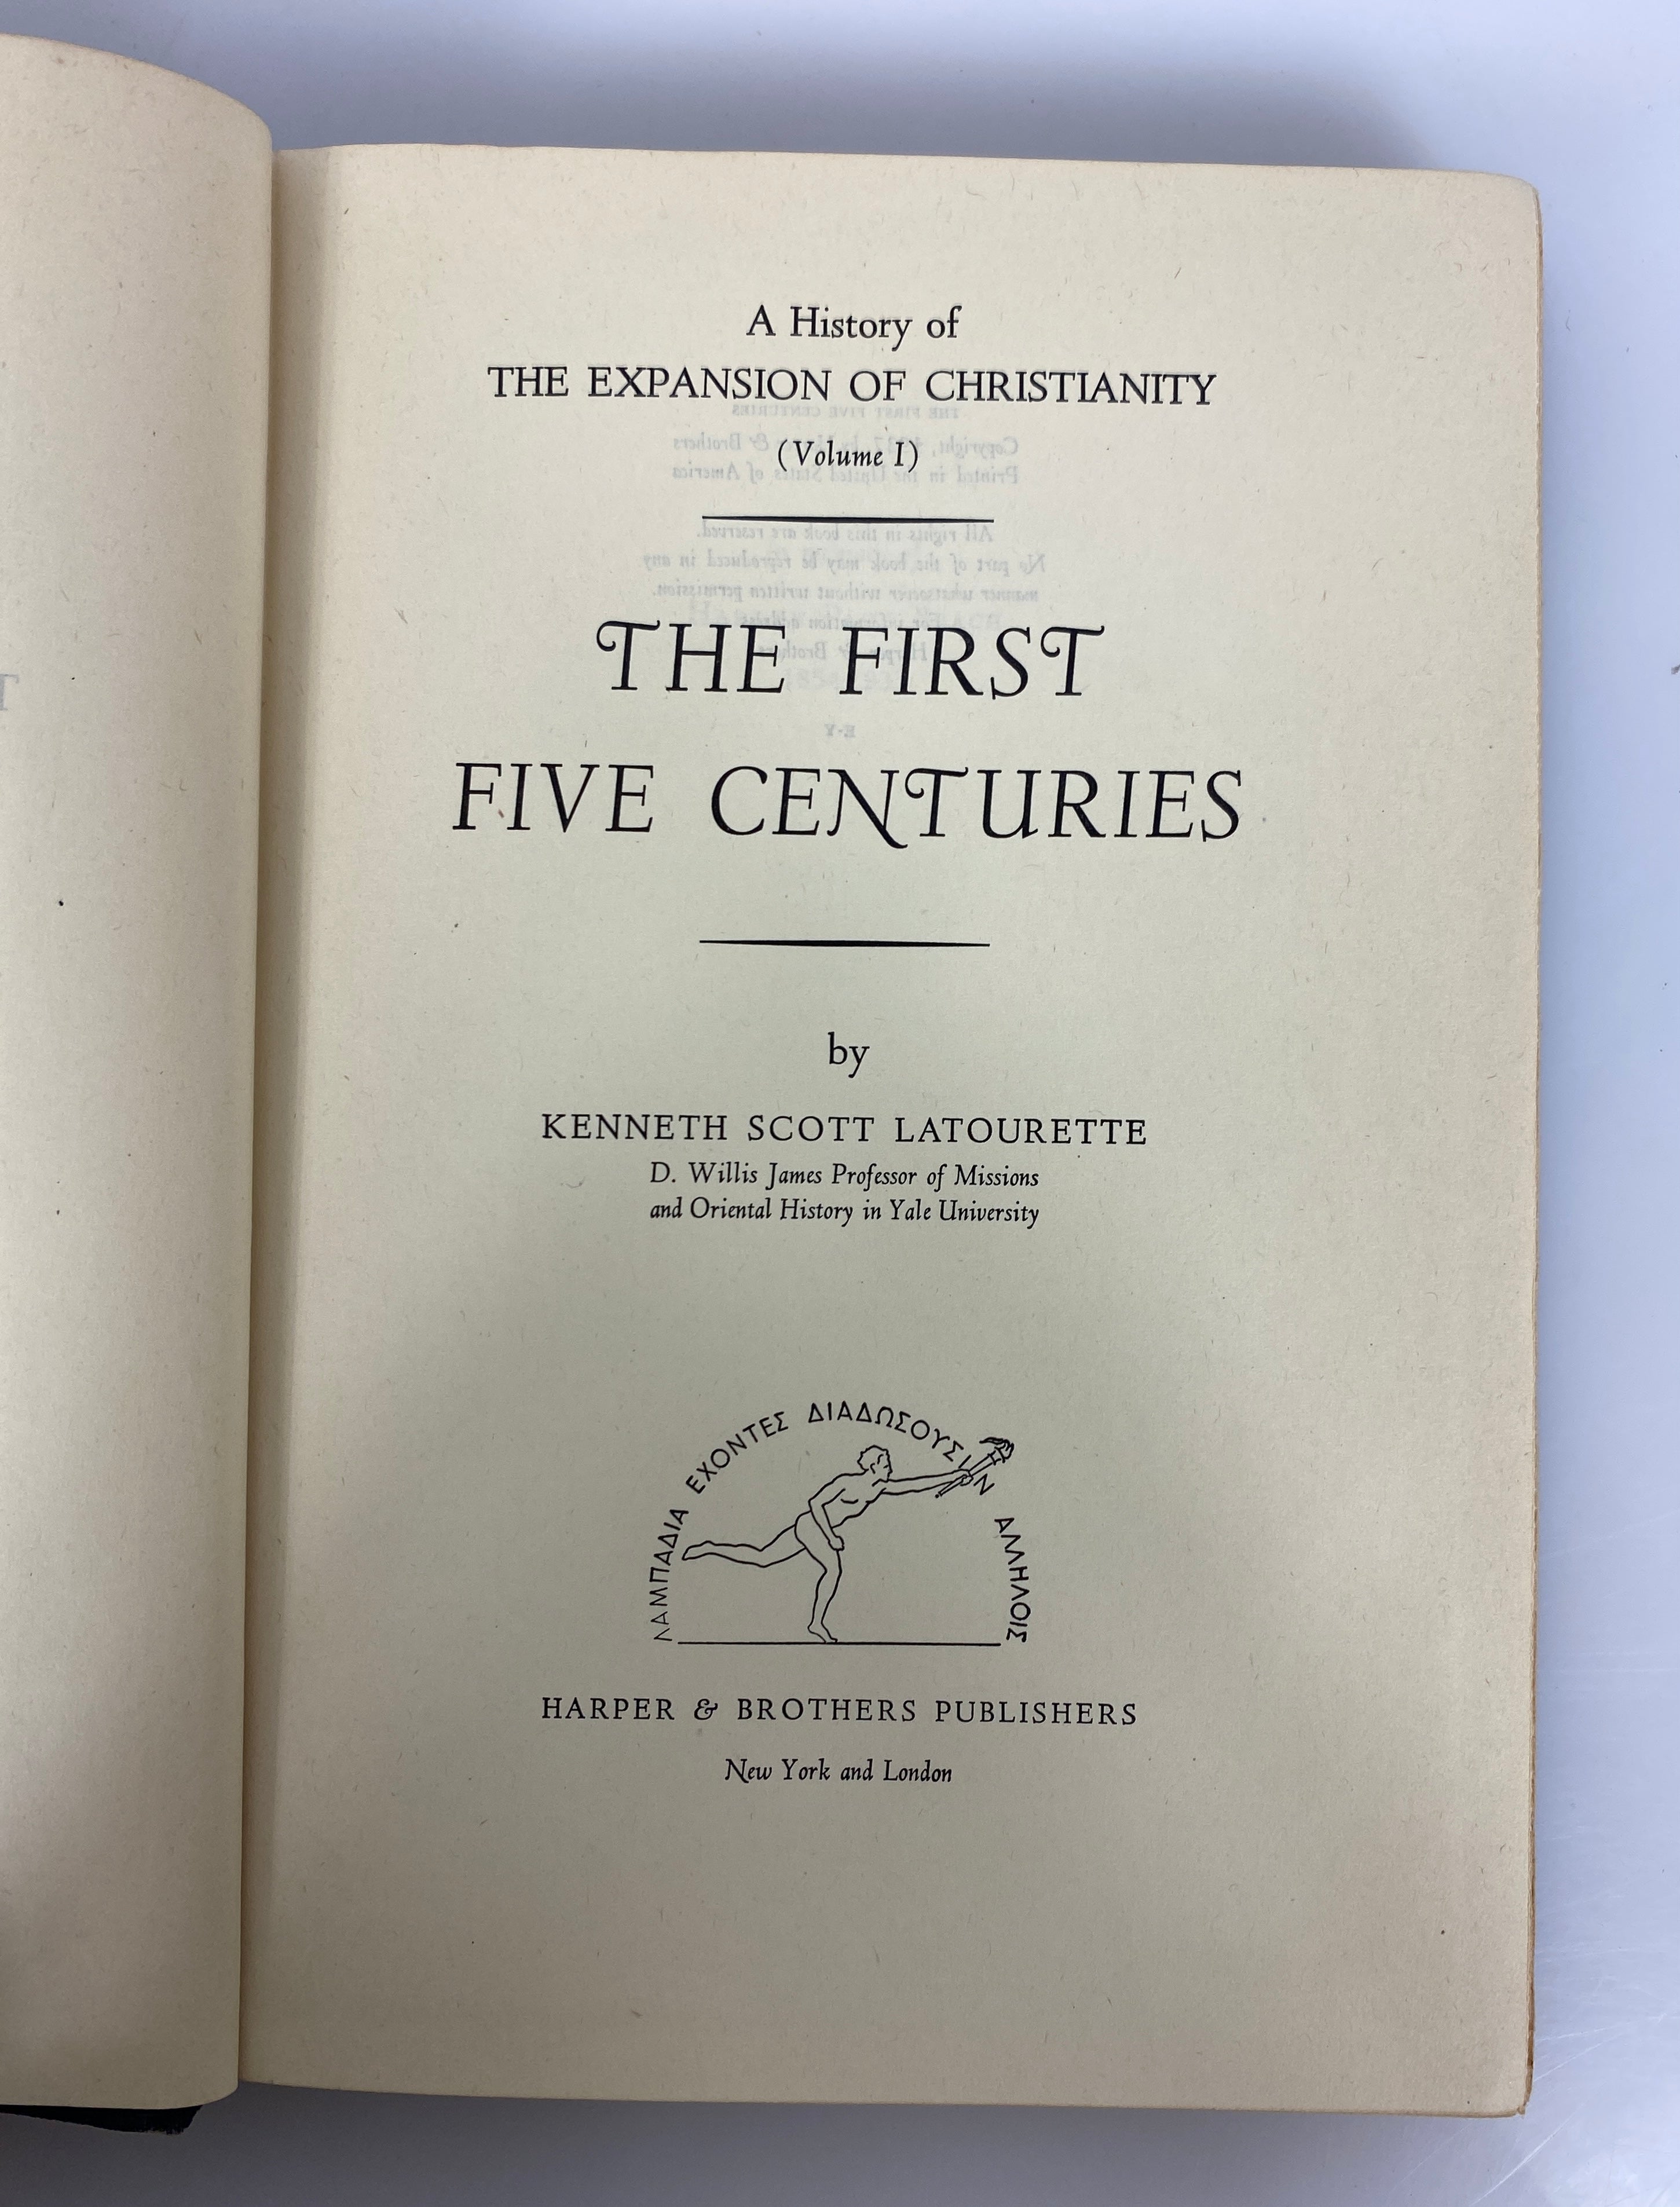 A History of
THE EXPANSION OF CHRISTIANITY
(Volume I)
THE FIRST
FIVE CENTURIES
by
KENNETH SCOTT LATOURETTE
D. Willis James Professor of Missions
and Oriental History in Yale University
ΛΑΜΠΑΔΙΑ ΕΧΟΝΤΕΣ ΔΙΑΔΩΣΟΥΣΙΝ ΑΛΛΗΛΟΙΣ
HARPER & BROTHERS PUBLISHERS
New York and London